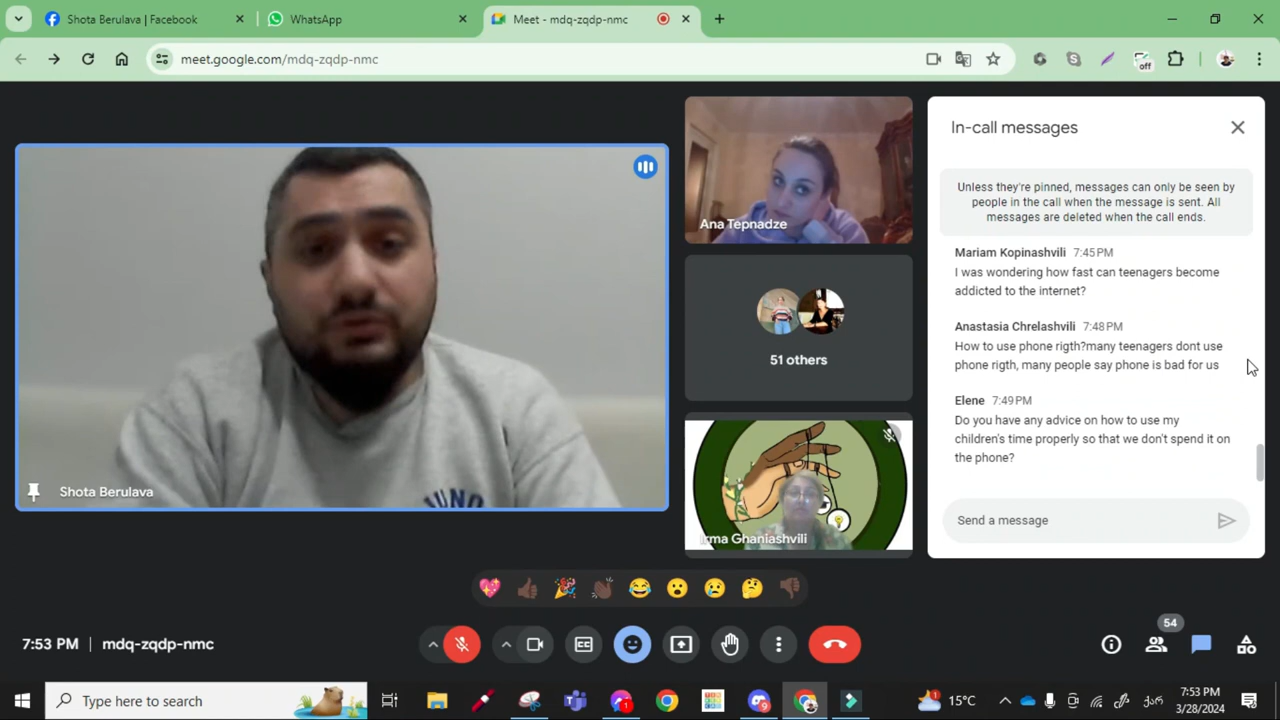 Shota Berulava | Facebook
WhatsApp
Meet - mdq-zqdp-nmc
meet.google.com/mdq-zqdp-nmc
off
Shota Berulava
Ana Tepnadze
51 others
Irma Ghaniashvili
In-call messages
Unless they're pinned, messages can only be seen by
people in the call when the message is sent. All
messages are deleted when the call ends.
Mariam Kopinashvili 7:45 PM
I was wondering how fast can teenagers become
addicted to the internet?
Anastasia Chrelashvili 7:48 PM
How to use phone rigth?many teenagers dont use
phone rigth, many people say phone is bad for us
Elene 7:49 PM
Do you have any advice on how to use my
children's time properly so that we don't spend it on
the phone?
Send a message
7:53 PM | mdq-zqdp-nmc
54
Type here to search
15°C
ქარ
7:53 PM
3/28/2024